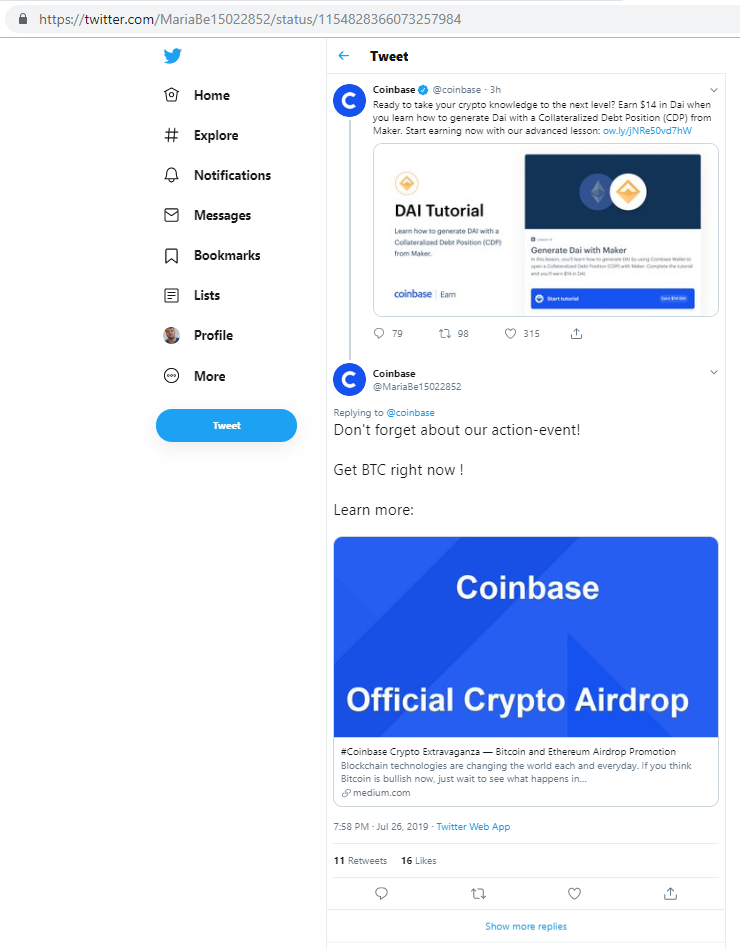 https://twitter.com/MariaBe15022852/status/1154828366073257984
Home
Explore
Notifications
Messages
Bookmarks
Lists
Profile
More
Tweet
Tweet
Coinbase @coinbase · 3h
Ready to take your crypto knowledge to the next level? Earn $14 in Dai when
you learn how to generate Dai with a Collateralized Debt Position (CDP) from
Maker. Start earning now with our advanced lesson: ow.ly/jNRe50vd7hW
DAI Tutorial
Learn how to generate DAI with a
Collateralized Debt Position (CDP)
from Maker.
coinbase | Earn
Generate Dai with Maker
In this lesson, you'll learn how to generate DAI by using Coinbase Wallet to
open a Collateralized Debt Position (CDP) with Maker. Complete the tutorial
and you'll earn $14 in DAI.
Start tutorial
79 98 315
Coinbase
@MariaBe15022852
Replying to @coinbase
Don't forget about our action-event!
Get BTC right now !
Learn more:
Coinbase
Official Crypto Airdrop
#Coinbase Crypto Extravaganza — Bitcoin and Ethereum Airdrop Promotion
Blockchain technologies are changing the world each and everyday. If you think
Bitcoin is bullish now, just wait to see what happens in...
medium.com
7:58 PM · Jul 26, 2019 · Twitter Web App
11 Retweets 16 Likes
Show more replies